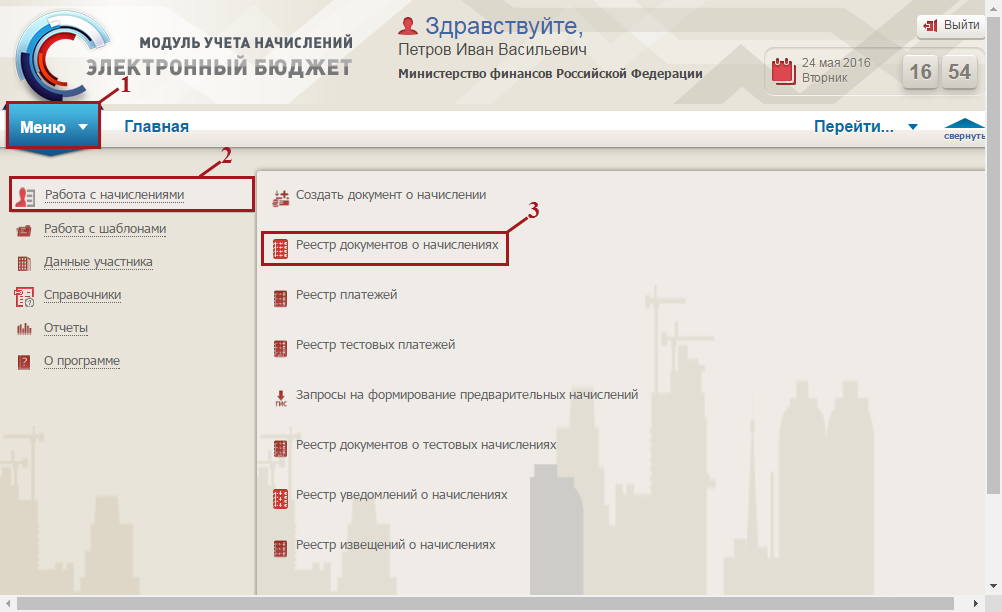 МОДУЛЬ УЧЕТА НАЧИСЛЕНИЙ
ЭЛЕКТРОННЫЙ БЮДЖЕТ
Здравствуйте,
Петров Иван Васильевич
Министерство финансов Российской Федерации
Выйти
24 мая 2016
Вторник
16 54
1
Меню
Главная
Перейти...
свернуть
2
Работа с начислениями
Работа с шаблонами
Данные участника
Справочники
Отчеты
О программе
Создать документ о начислении
3
Реестр документов о начислениях
Реестр платежей
Реестр тестовых платежей
ГИС
Запросы на формирование предварительных начислений
Реестр документов о тестовых начислениях
Реестр уведомлений о начислениях
Реестр извещений о начислениях